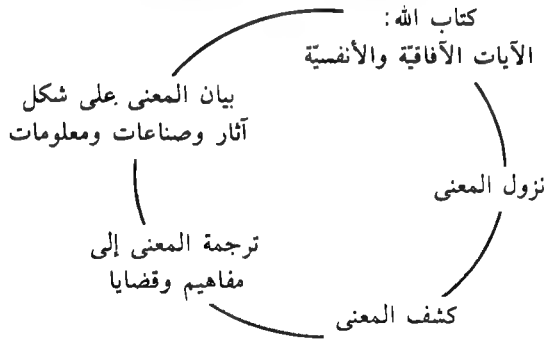 كتاب الله:
الآيات الآفاقيّة والأنفسيّة
نزول المعنى
كشف المعنى
ترجمة المعنى إلى
مفاهيم وقضايا
بيان المعنى على شكل
آثار وصناعات ومعلومات